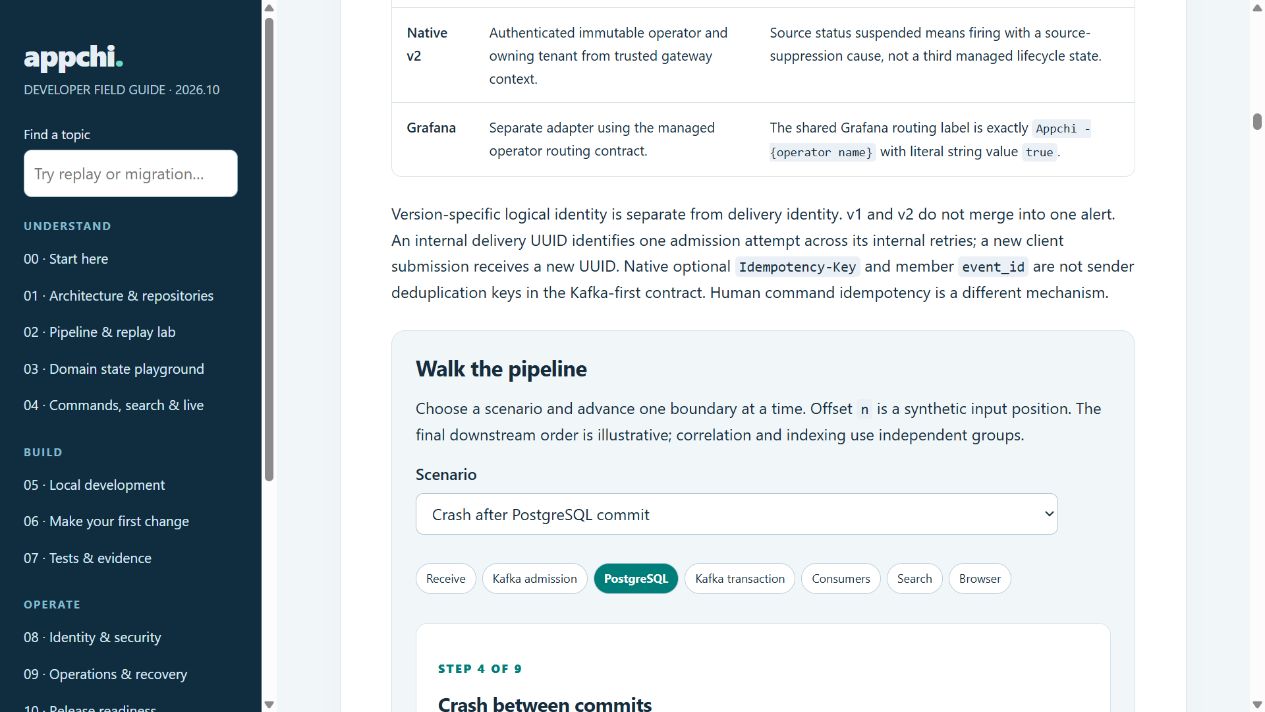 appchi.
DEVELOPER FIELD GUIDE · 2026.10
Find a topic
Try replay or migration...
UNDERSTAND
00 · Start here
01 · Architecture & repositories
02 · Pipeline & replay lab
03 · Domain state playground
04 · Commands, search & live
BUILD
05 · Local development
06 · Make your first change
07 · Tests & evidence
OPERATE
08 · Identity & security
09 · Operations & recovery
10 · Release readiness
Native
v2
Authenticated immutable operator and
owning tenant from trusted gateway
context.
Source status suspended means firing with a source-
suppression cause, not a third managed lifecycle state.
Grafana
Separate adapter using the managed
operator routing contract.
The shared Grafana routing label is exactly Appchi -
{operator name} with literal string value true.
Version-specific logical identity is separate from delivery identity. v1 and v2 do not merge into one alert.
An internal delivery UUID identifies one admission attempt across its internal retries; a new client
submission receives a new UUID. Native optional Idempotency-Key and member event_id are not sender
deduplication keys in the Kafka-first contract. Human command idempotency is a different mechanism.
Walk the pipeline
Choose a scenario and advance one boundary at a time. Offset n is a synthetic input position. The
final downstream order is illustrative; correlation and indexing use independent groups.
Scenario
Crash after PostgreSQL commit
Receive
Kafka admission
PostgreSQL
Kafka transaction
Consumers
Search
Browser
STEP 4 OF 9
Crash between commits